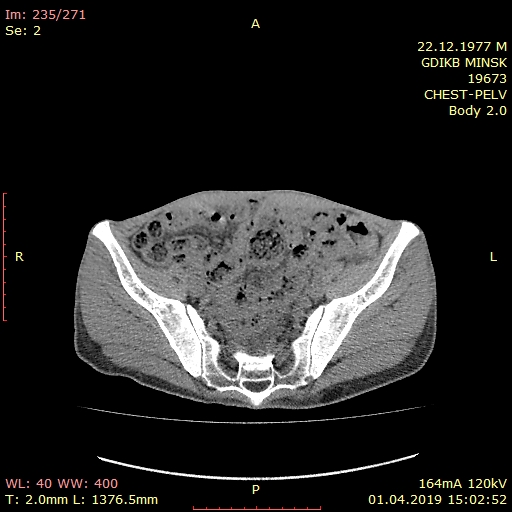 Im: 235/271
Se: 2
A
22.12.1977 M
GDIKB MINSK
19673
CHEST-PELV
Body 2.0
R
L
WL: 40 WW: 400
T: 2.0mm L: 1376.5mm
P
164mA 120kV
01.04.2019 15:02:52